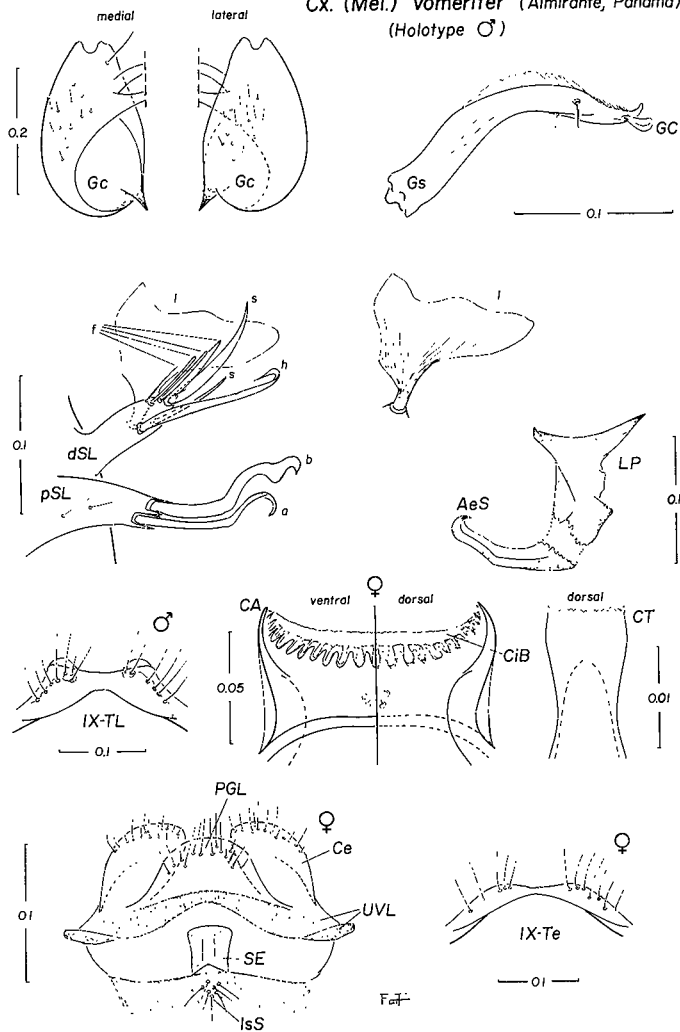 Cx. (Mel.) vomerifer (Almirante, Panama)
(Holotype ♂)
medial
lateral
0.2
Gc
Gc
Gs
GC
0.1
l
s
f
h
s
dSL
0.1
b
pSL
a
l
LP
AeS
0.1
♂
IX-TL
0.1
♀
ventral
dorsal
CA
CiB
0.05
dorsal
CT
0.01
PGL
♀
Ce
UVL
SE
IsS
0.1
♀
IX-Te
0.1